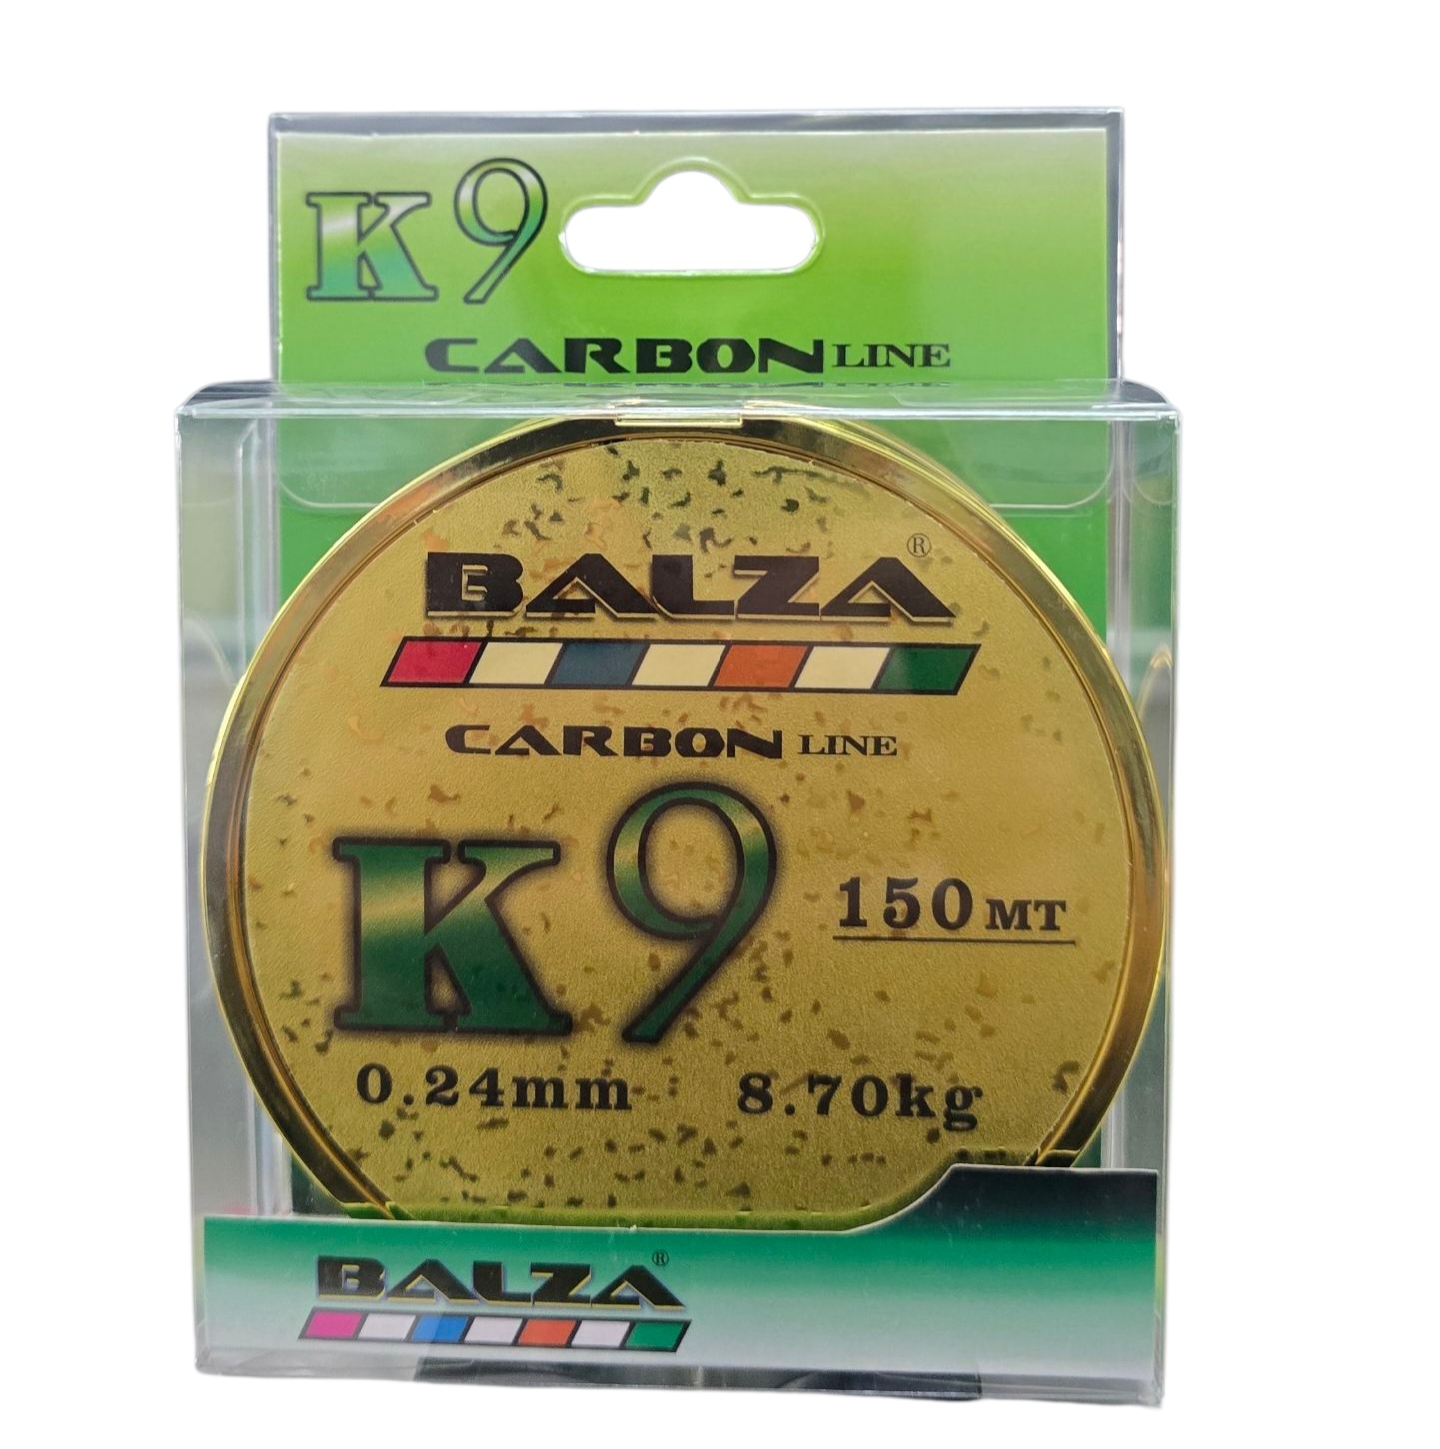 K9
CARBON LINE
BALZA®
CARBON LINE
K9
150 MT
0.24mm 8.70kg
BALZA®